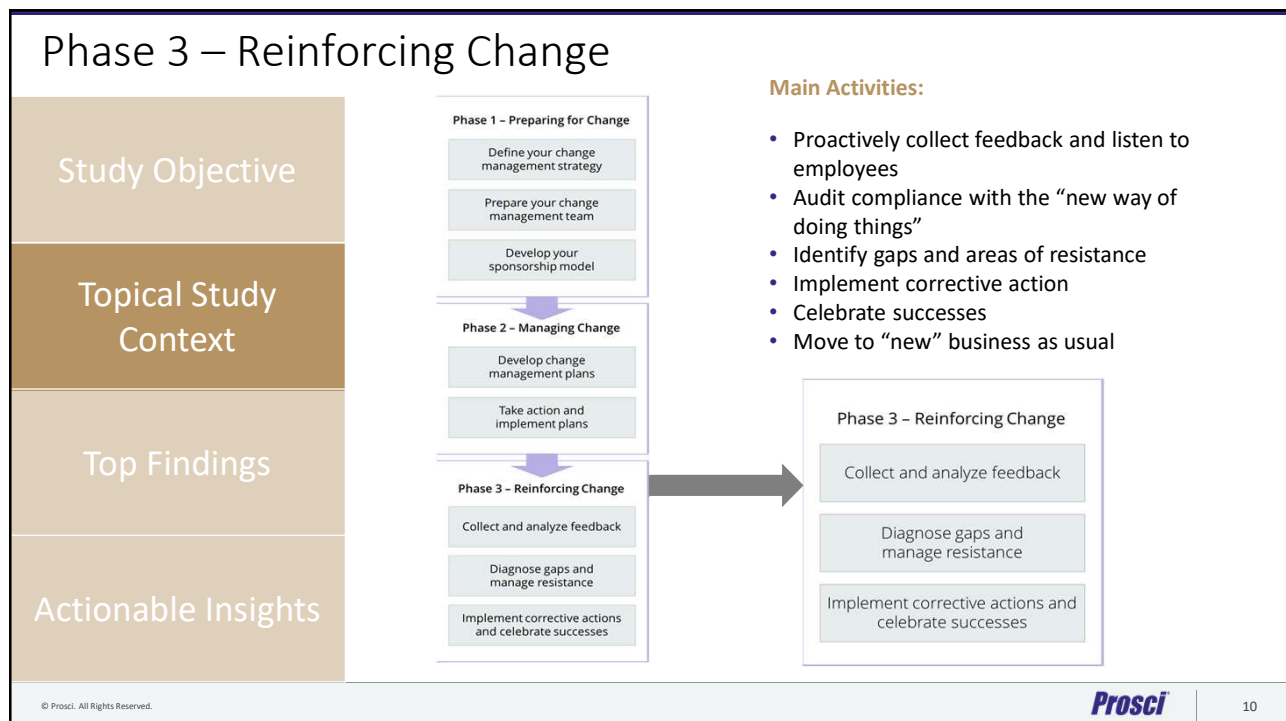 Phase 3 – Reinforcing Change
Study Objective
Topical Study
Context
Top Findings
Actionable Insights
Phase 1 – Preparing for Change
Define your change
management strategy
Prepare your change
management team
Develop your
sponsorship model
Phase 2 – Managing Change
Develop change
management plans
Take action and
implement plans
Phase 3 – Reinforcing Change
Collect and analyze feedback
Diagnose gaps and
manage resistance
Implement corrective actions
and celebrate successes
Main Activities:
• Proactively collect feedback and listen to
employees
• Audit compliance with the “new way of
doing things”
• Identify gaps and areas of resistance
• Implement corrective action
• Celebrate successes
• Move to “new” business as usual
Phase 3 – Reinforcing Change
Collect and analyze feedback
Diagnose gaps and
manage resistance
Implement corrective actions and
celebrate successes
© Prosci. All Rights Reserved.
Prosci
10